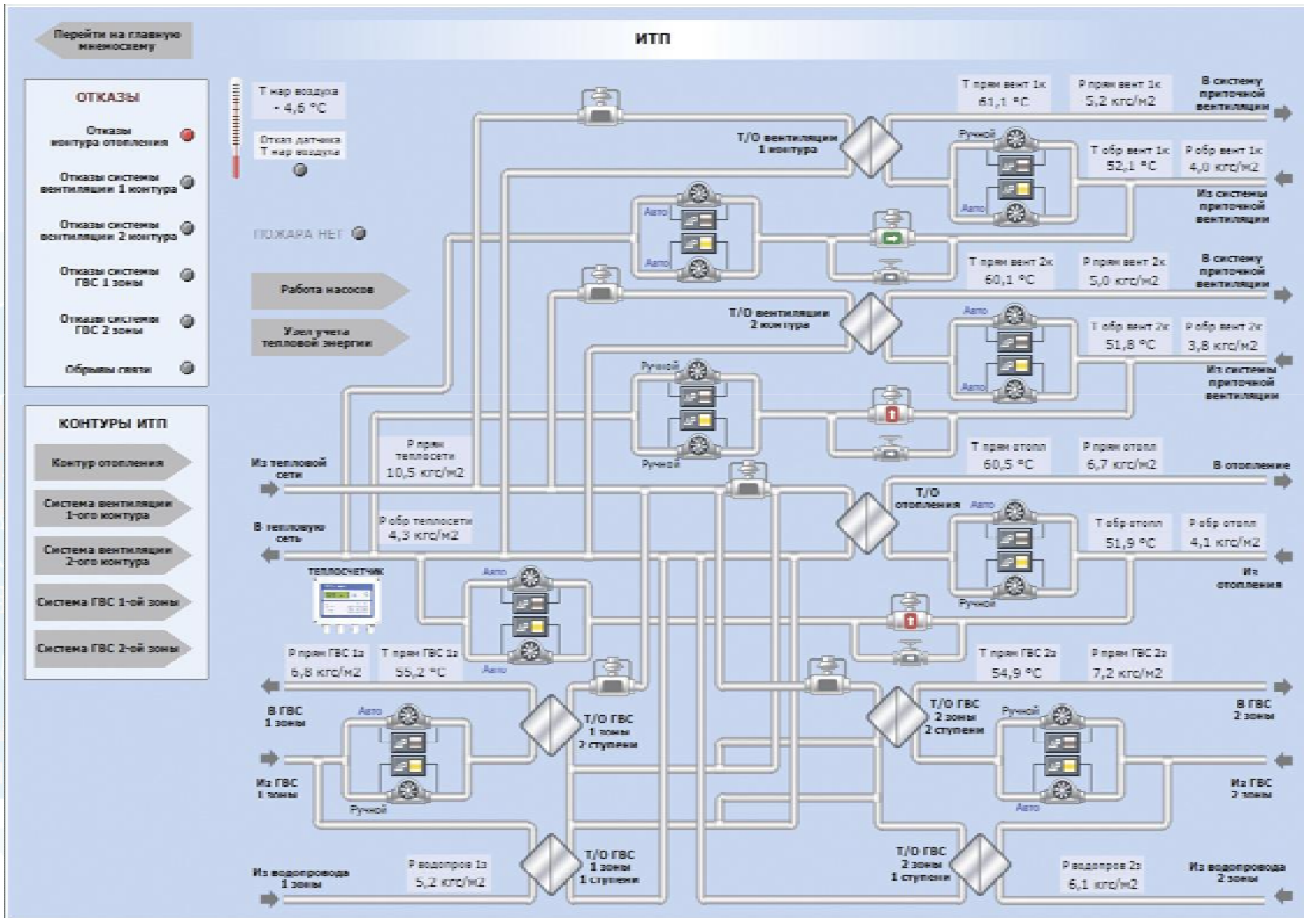 Перейти на главную
мнемосхему
ИТП
ОТКАЗЫ
Отказы
контура отопления
Отказы системы
вентиляции 1 контура
Отказы системы
вентиляции 2 контура
Отказы системы
ГВС 1 зоны
Отказы системы
ГВС 2 зоны
Обрывы связи
Т нар воздуха
- 4,6 °С
Отказ датчика
Т нар воздуха
ПОЖАРА НЕТ
Работа насосов
Узел учета
тепловой энергии
КОНТУРЫ ИТП
Контур отопления
Система вентиляции
1-ого контура
Система вентиляции
2-ого контура
Система ГВС 1-ой зоны
Система ГВС 2-ой зоны
Т прям вент 1к
61,1 °С
Р прям вент 1к
5,2 кгс/м2
В систему
приточной
вентиляции
Т/О вентиляции
1 контура
Ручной
Авто
Т обр вент 1к
52,1 °С
Р обр вент 1к
4,0 кгс/м2
Из системы
приточной
вентиляции
Авто
Авто
Т прям вент 2к
60,1 °С
Р прям вент 2к
5,0 кгс/м2
В систему
приточной
вентиляции
Т/О вентиляции
2 контура
Авто
Авто
Т обр вент 2к
51,8 °С
Р обр вент 2к
3,8 кгс/м2
Из системы
приточной
вентиляции
Ручной
Ручной
Р прям
теплосети
10,5 кгс/м2
Из тепловой
сети
Т прям отопл
60,5 °С
Р прям отопл
6,7 кгс/м2
В отопление
Т/О
отопления
Авто
Ручной
Р обр теплосети
4,3 кгс/м2
В тепловую
сеть
Т обр отопл
51,9 °С
Р обр отопл
4,1 кгс/м2
Из
отопления
ТЕПЛОСЧЕТЧИК
Авто
Авто
Р прям ГВС 1з
6,8 кгс/м2
Т прям ГВС 1з
55,2 °С
Т прям ГВС 2з
54,9 °С
Р прям ГВС 2з
7,2 кгс/м2
В ГВС
1 зоны
Авто
Ручной
Т/О ГВС
1 зоны
2 ступени
Т/О ГВС
2 зоны
2 ступени
Ручной
Авто
В ГВС
2 зоны
Из ГВС
1 зоны
Из ГВС
2 зоны
Из водопровода
1 зоны
Р водопров 1з
5,2 кгс/м2
Т/О ГВС
1 зоны
1 ступени
Т/О ГВС
2 зоны
1 ступени
Р водопров 2з
6,1 кгс/м2
Из водопровода
2 зоны